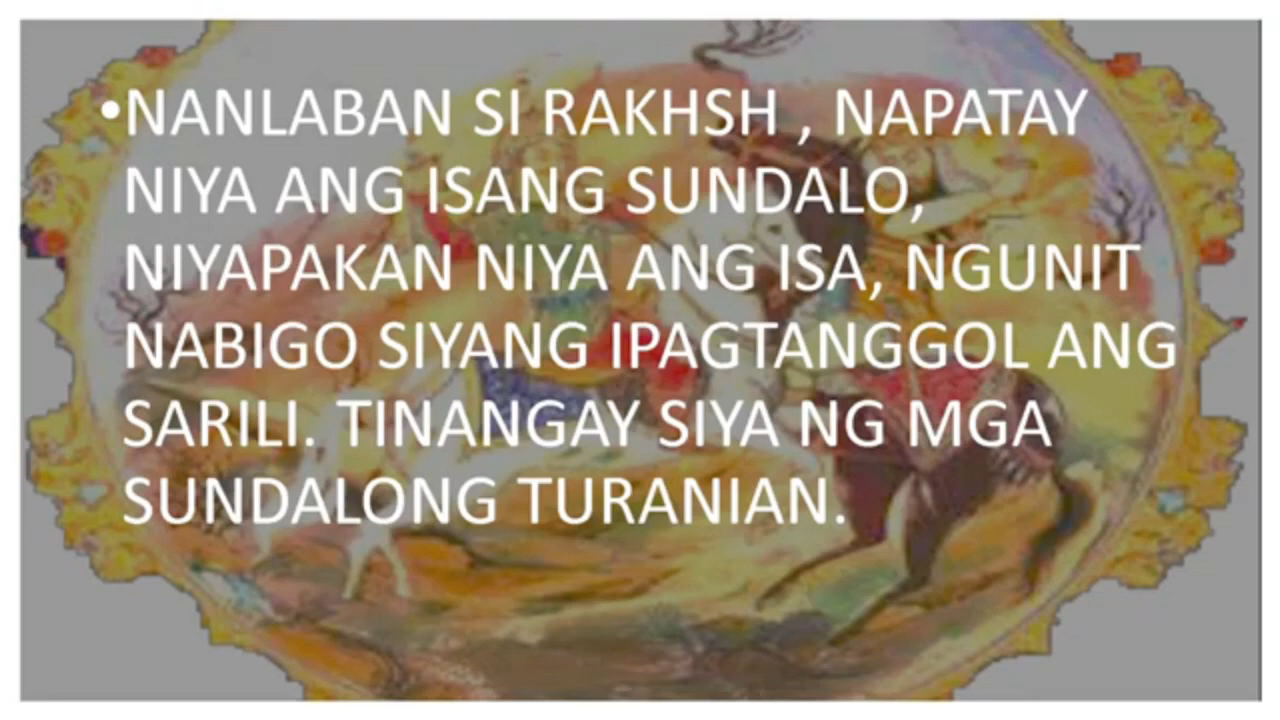 •NANLABAN SI RAKHSH , NAPATAY
NIYA ANG ISANG SUNDALO,
NIYAPAKAN NIYA ANG ISA, NGUNIT
NABIGO SIYANG IPAGTANGGOL ANG
SARILI. TINANGAY SIYA NG MGA
SUNDALONG TURANIAN.